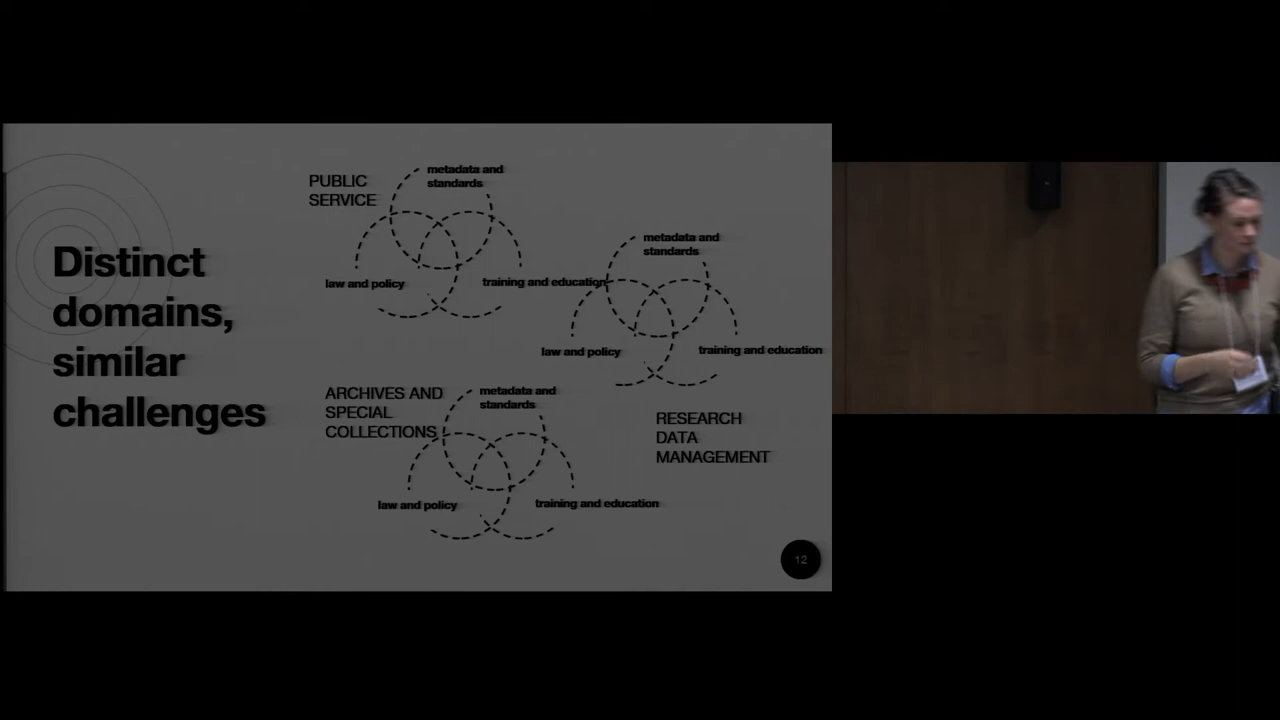 Distinct
domains,
similar
challenges
PUBLIC
SERVICE
metadata and
standards
law and policy
training and education
metadata and
standards
law and policy
training and education
RESEARCH
DATA
MANAGEMENT
ARCHIVES AND
SPECIAL
COLLECTIONS
metadata and
standards
law and policy
training and education
12